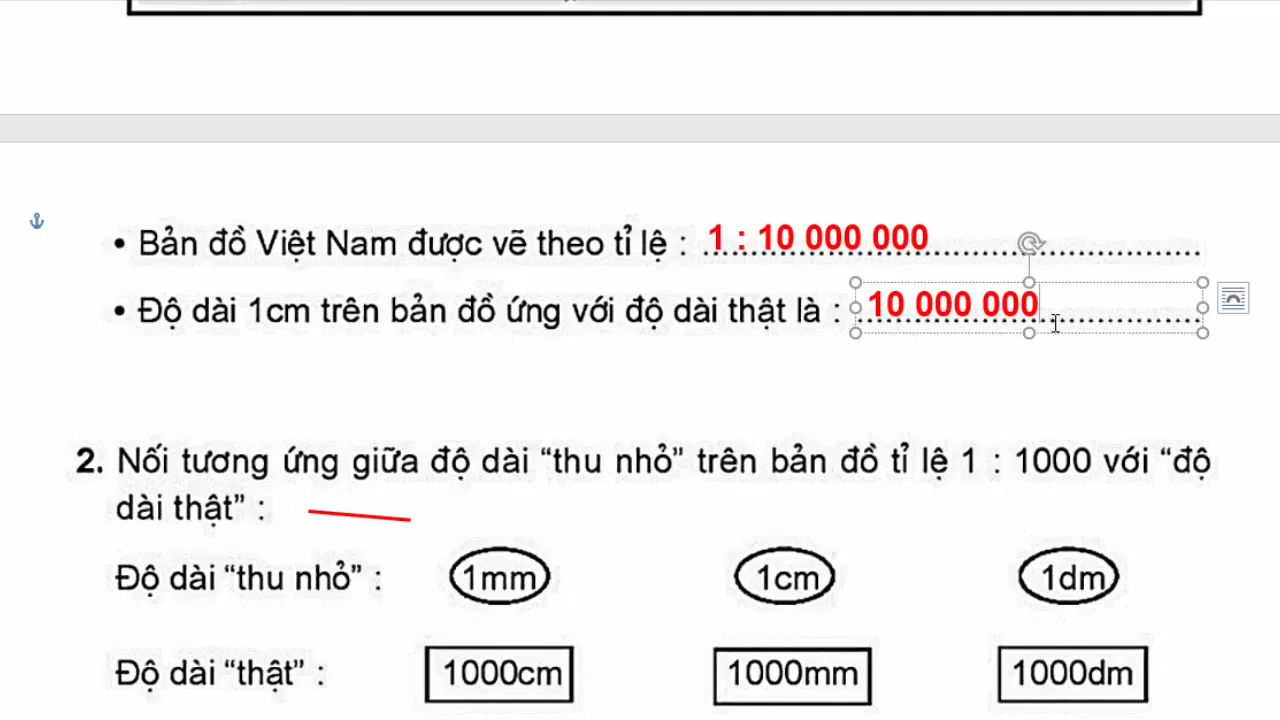 • Bản đồ Việt Nam được vẽ theo tỉ lệ : 1 : 10 000 000
• Độ dài 1cm trên bản đồ ứng với độ dài thật là : 10 000 000
2. Nối tương ứng giữa độ dài “thu nhỏ” trên bản đồ tỉ lệ 1 : 1000 với “độ
dài thật” :
Độ dài “thu nhỏ” : 1mm 1cm 1dm
Độ dài “thật” : 1000cm 1000mm 1000dm